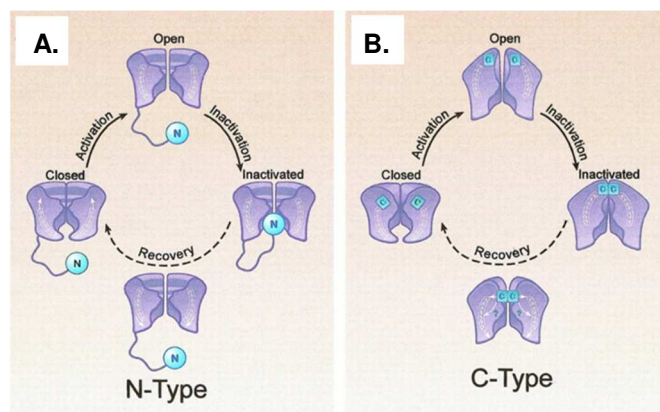 A.
Open
Activation
Inactivation
N
Closed
Inactivated
N
N
Recovery
N
N-Type
B.
Open
C
C
Activation
Inactivation
Closed
Inactivated
C
C
C
C
Recovery
C
C
?
?
C-Type